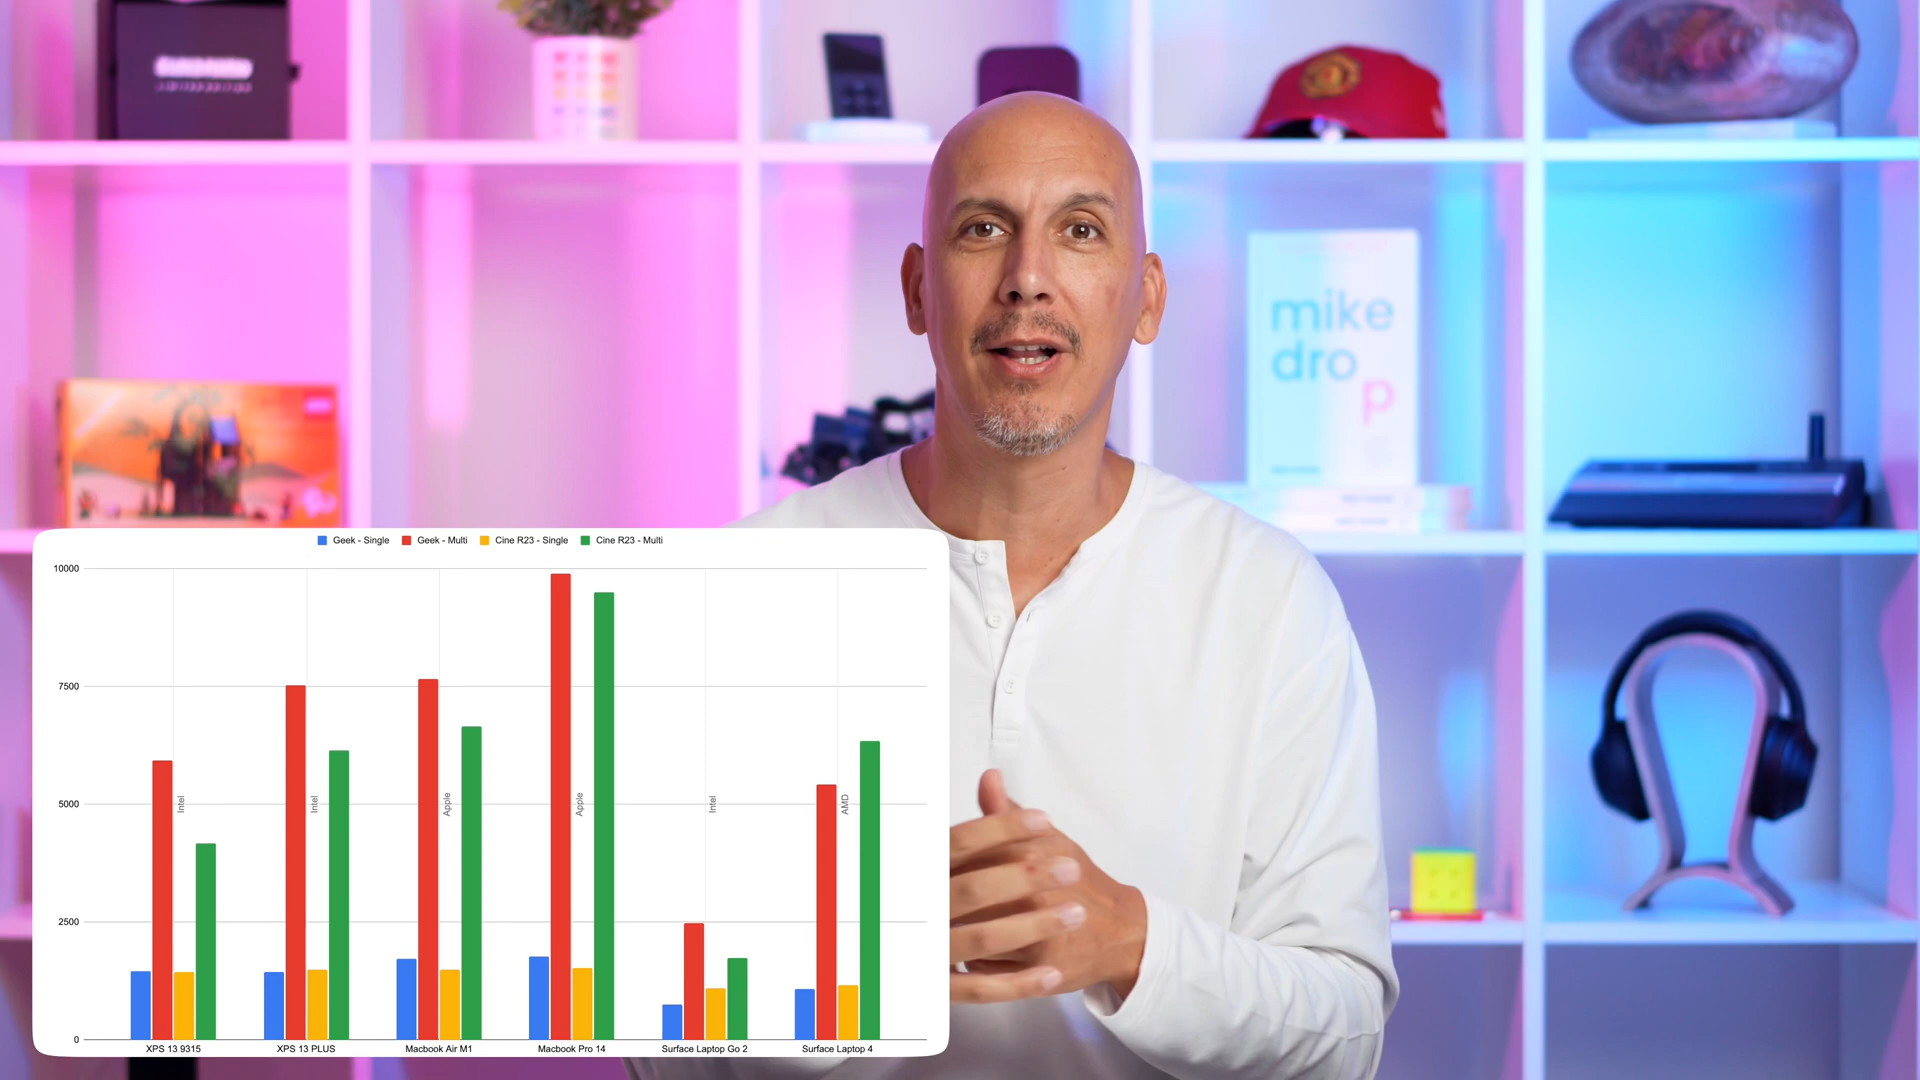 mike
dro
p
Geek - Single Geek - Multi Cine R23 - Single Cine R23 - Multi
10000
7500
5000
2500
0
Intel Intel Apple Apple Intel AMD
XPS 13 9315 XPS 13 PLUS Macbook Air M1 Macbook Pro 14 Surface Laptop Go 2 Surface Laptop 4